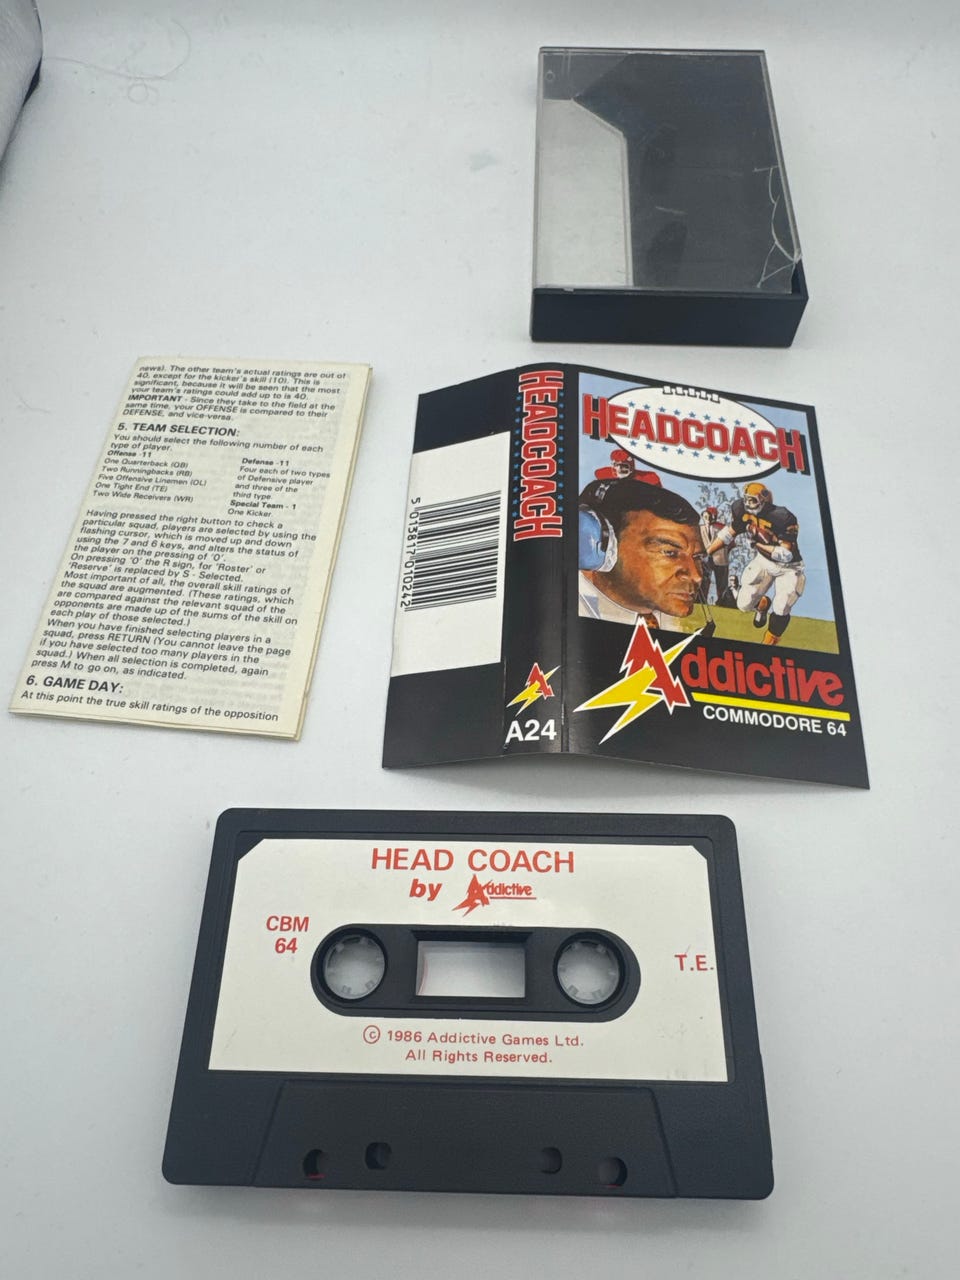 news). The other team's actual ratings are out of
40, except for the kicker's skill (10). This is
significant, because it will be seen that the most
your team's ratings could add up to is 40.
IMPORTANT - Since they take to the field at the
same time, your OFFENSE is compared to their
DEFENSE, and vice-versa.
5. TEAM SELECTION:
You should select the following number of each
type of player.
Offense -11
One Quarterback (QB)
Two Runningbacks (RB)
Five Offensive Linemen (OL)
One Tight End (TE)
Two Wide Receivers (WR)
Defense -11
Four each of two types
of Defensive player
and three of the
third type.
Special Team - 1
One Kicker.
Having pressed the right button to check a
particular squad, players are selected by using the
flashing cursor, which is moved up and down
using the 7 and 6 keys, and alters the status of
the player on the pressing of '0'.
On pressing '0' the R sign, for 'Roster' or
'Reserve' is replaced by S - Selected.
Most important of all, the overall skill ratings of
the squad are augmented. (These ratings, which
are compared against the relevant squad of the
opponents are made up of the sums of the skill on
each play of those selected.)
When you have finished selecting players in a
squad, press RETURN (You cannot leave the page
if you have selected too many players in the
squad.) When all selection is completed, again
press M to go on, as indicated.
6. GAME DAY:
At this point the true skill ratings of the opposition
5 013817 010242
HEADCOACH
A24
HEADCOACH
35
Addictive
COMMODORE 64
HEAD COACH
by Addictive
CBM
64
T.E.
© 1986 Addictive Games Ltd.
All Rights Reserved.